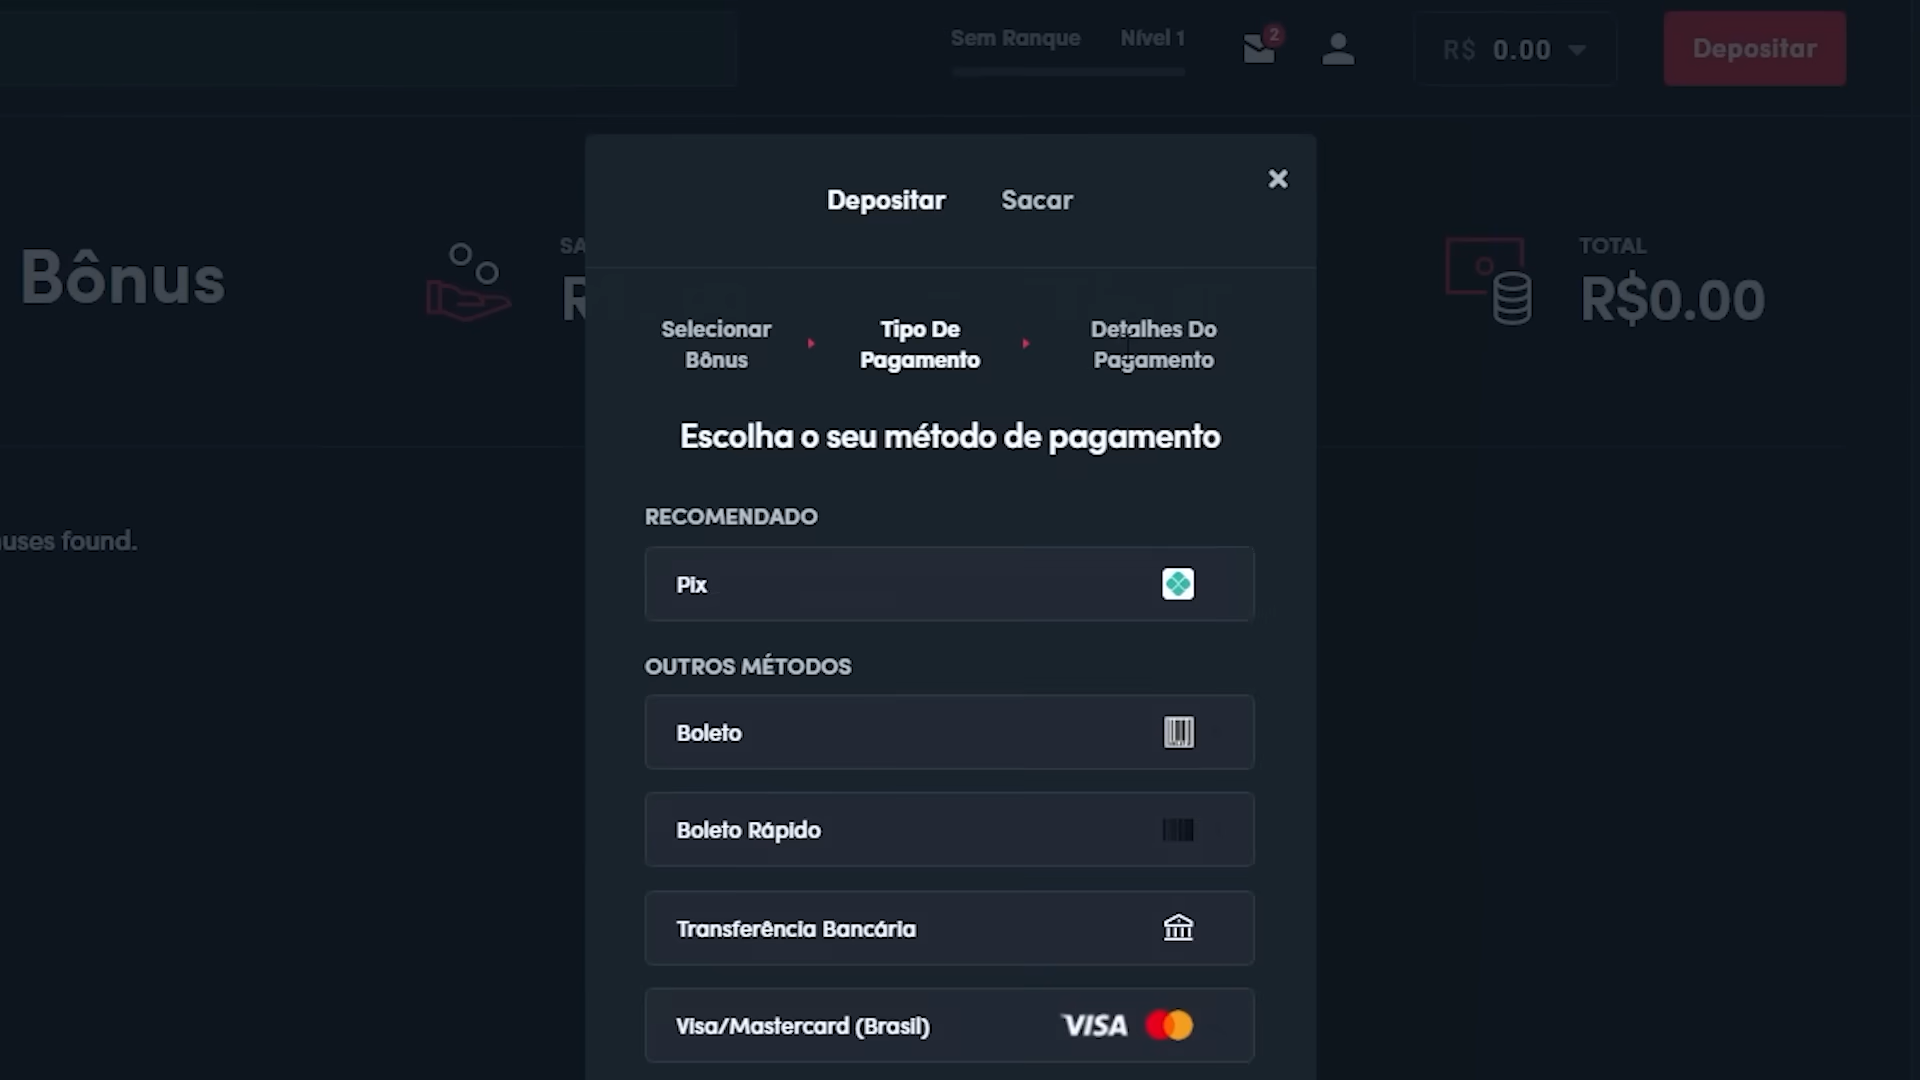 Sem Ranque Nível 1 2 R$ 0.00 Depositar
Depositar Sacar
Bônus
TOTAL
R$0.00
Selecionar Bônus
Tipo De Pagamento
Detalhes Do Pagamento
Escolha o seu método de pagamento
RECOMENDADO
Pix
found.
OUTROS MÉTODOS
Boleto
Boleto Rápido
Transferência Bancária
Visa/Mastercard (Brasil) VISA